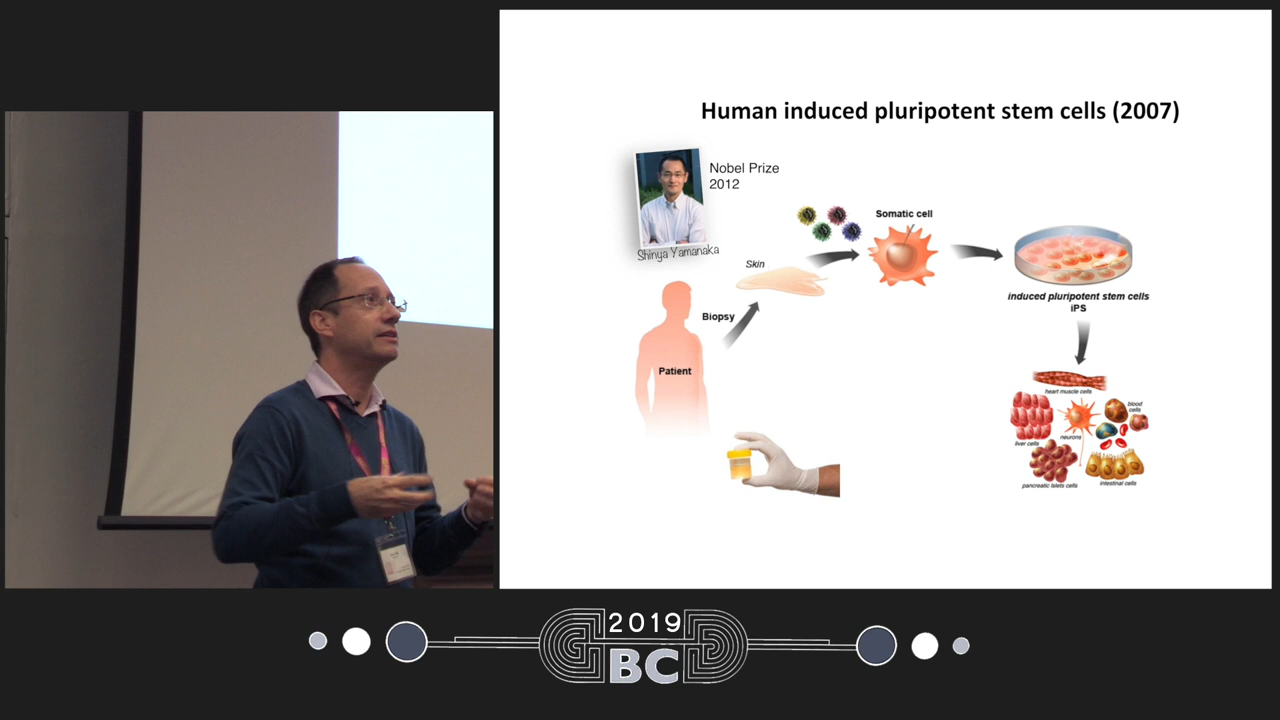 Human induced pluripotent stem cells (2007)
Nobel Prize
2012
Shinya Yamanaka
Somatic cell
Skin
induced pluripotent stem cells
iPS
Biopsy
Patient
heart muscle cells
blood
cells
neurons
liver cells
pancreatic islets cells
intestinal cells
2019
BC